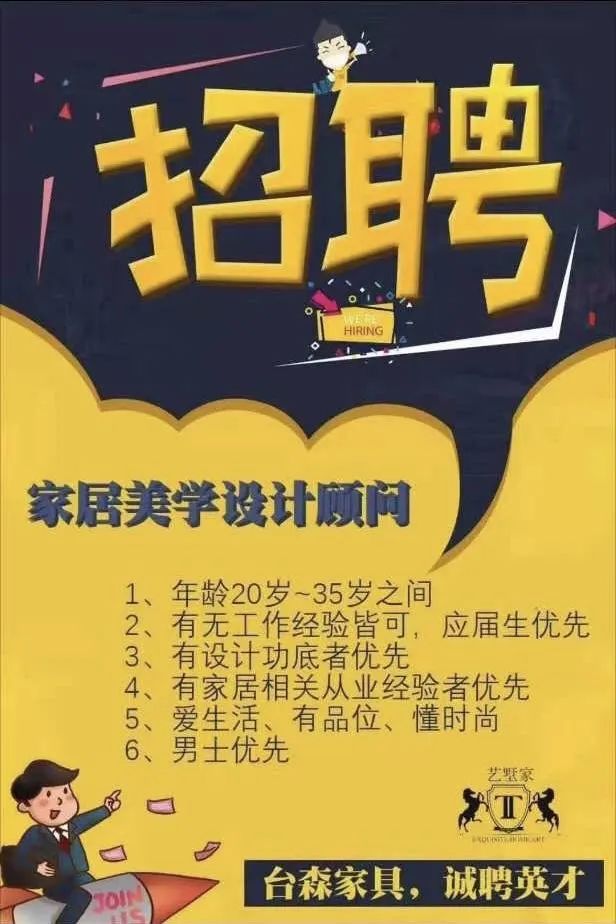 招聘
WE'RE
HIRING
家居美学设计顾问
1、年龄20岁~35岁之间
2、有无工作经验皆可，应届生优先
3、有设计功底者优先
4、有家居相关从业经验者优先
5、爱生活、有品位、懂时尚
6、男士优先
艺墅家
JOIN
US
台森家具，诚聘英才